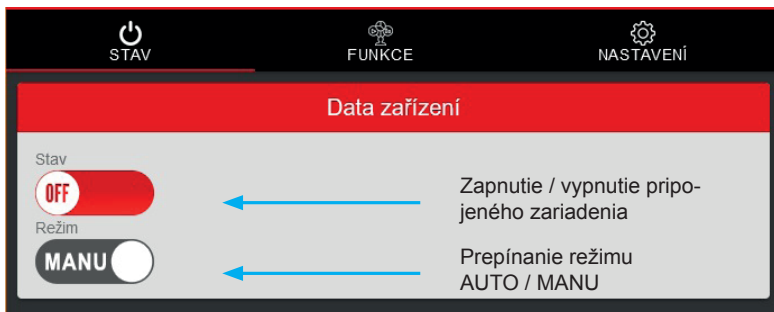 STAV
FUNKCE
NASTAVENÍ
Data zařízení
Stav
OFF
Zapnutie / vypnutie pripo-
jeného zariadenia
Režim
MANU
Prepínanie režimu
AUTO / MANU